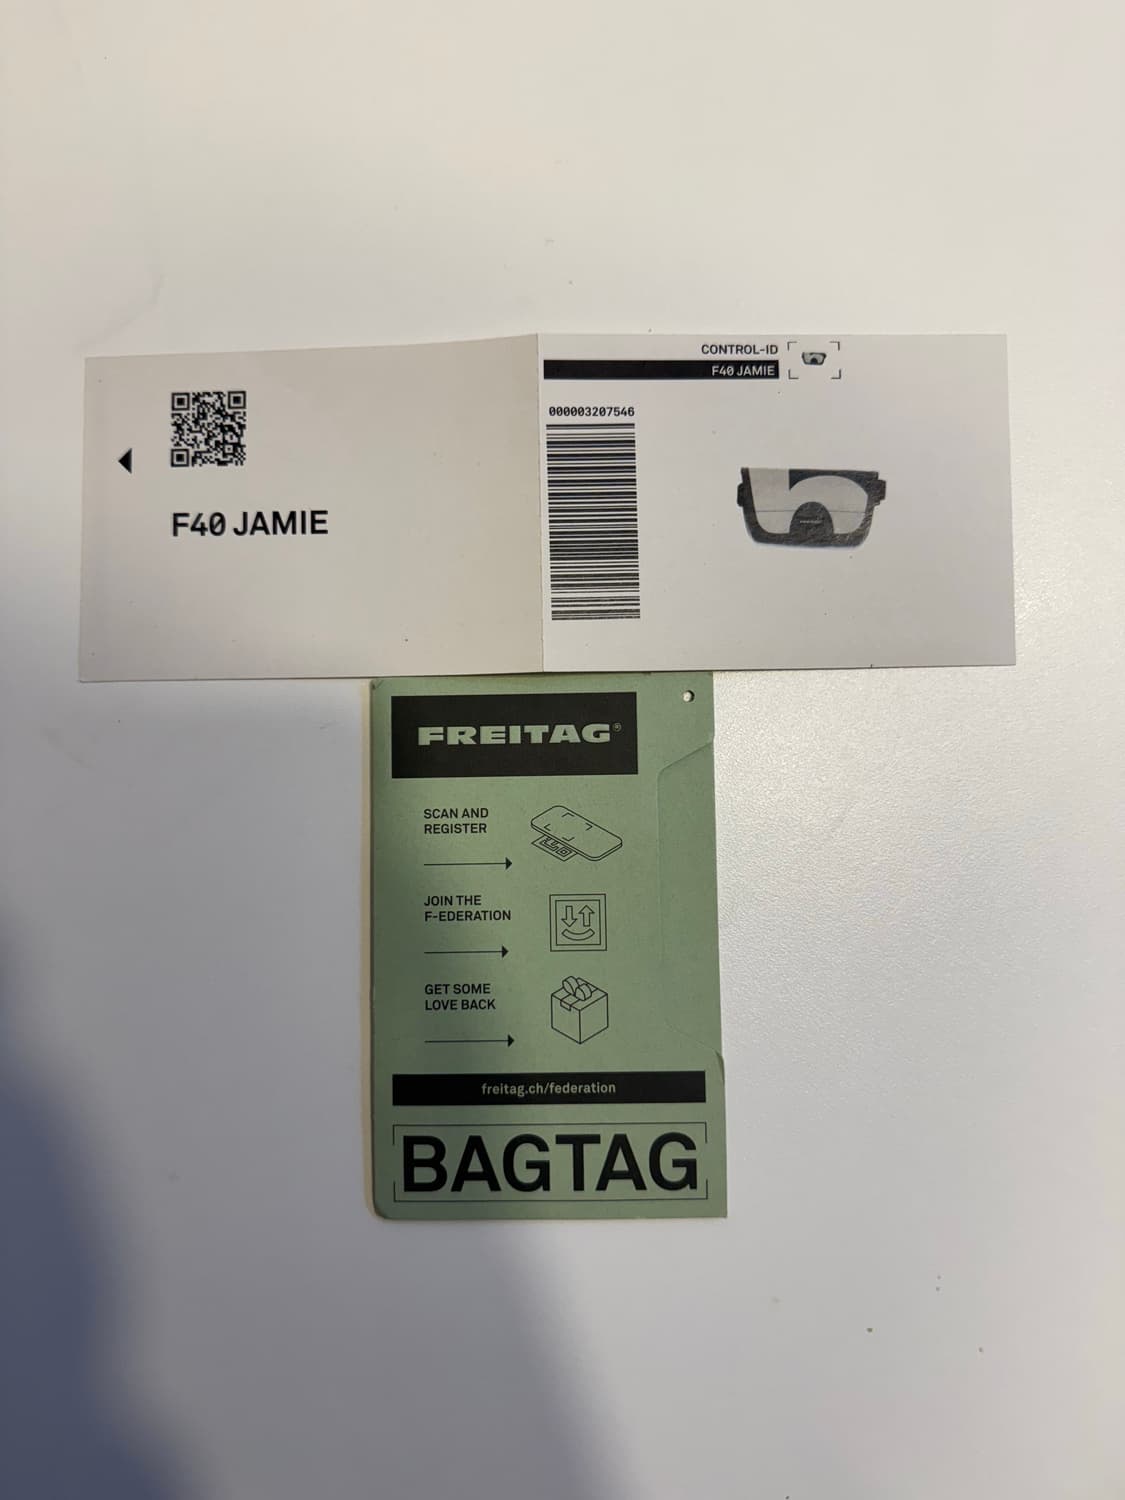 F40 JAMIE
CONTROL-ID
F40 JAMIE
000003207546
FREITAG®
SCAN AND
REGISTER
JOIN THE
F-EDERATION
GET SOME
LOVE BACK
freitag.ch/federation
BAGTAG